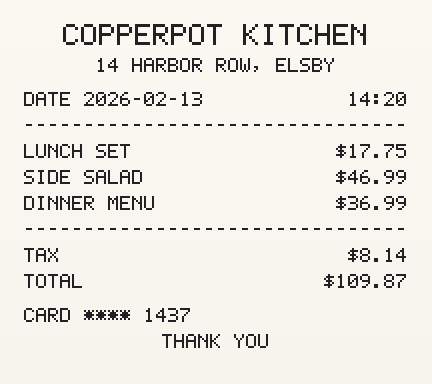 COPPERPOT KITCHEN
14 HARBOR ROW, ELSBY
DATE 2026-02-13 14:20
--------------------------------
LUNCH SET $17.75
SIDE SALAD $46.99
DINNER MENU $36.99
--------------------------------
TAX $8.14
TOTAL $109.87
CARD **** 1437
THANK YOU